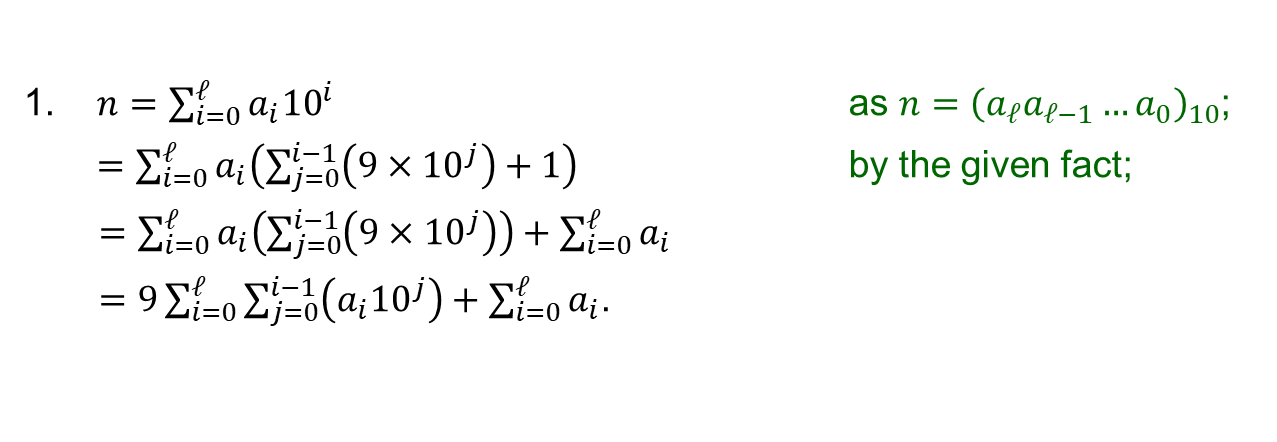 1. n = ∑_{i=0}^{ℓ} a_i 10^i as n = (a_ℓ a_{ℓ−1} … a_0)_{10};
= ∑_{i=0}^{ℓ} a_i (∑_{j=0}^{i−1} (9 × 10^j) + 1) by the given fact;
= ∑_{i=0}^{ℓ} a_i (∑_{j=0}^{i−1} (9 × 10^j)) + ∑_{i=0}^{ℓ} a_i
= 9 ∑_{i=0}^{ℓ} ∑_{j=0}^{i−1} (a_i 10^j) + ∑_{i=0}^{ℓ} a_i.